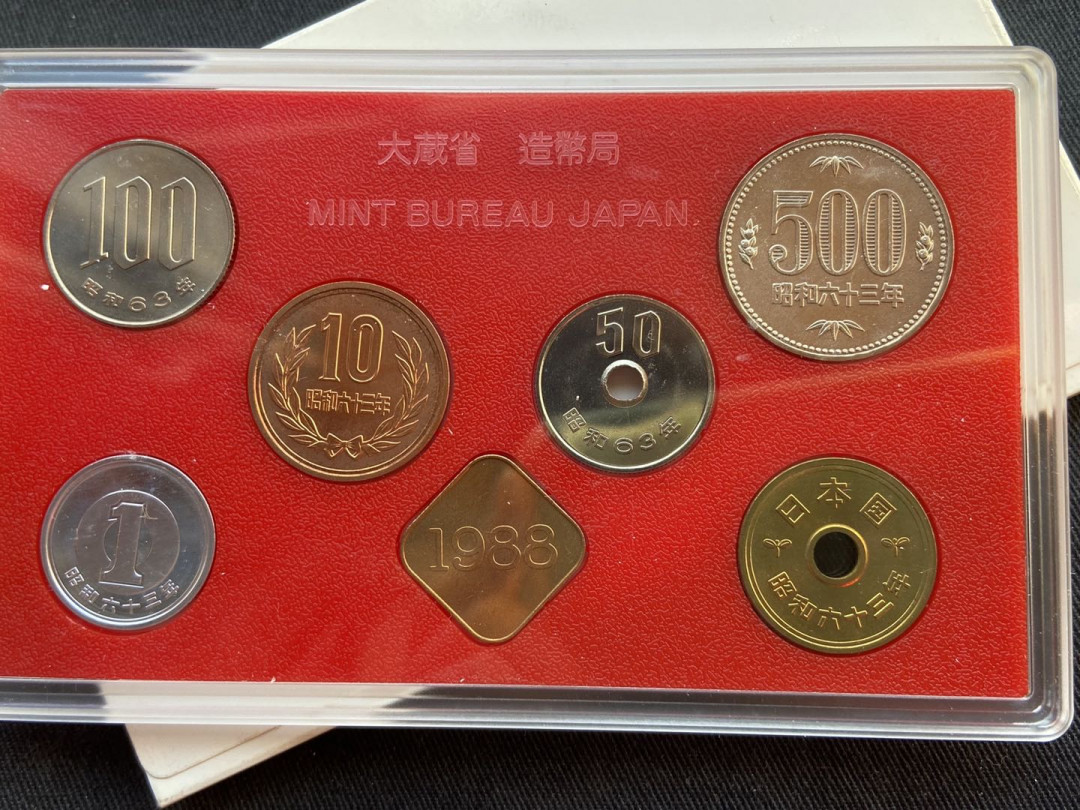 大蔵省 造幣局
MINT BUREAU JAPAN
100
昭和63年
500
昭和六十三年
10
昭和六十三年
50
昭和63年
1
昭和六十三年
1988
日本国
昭和六十三年